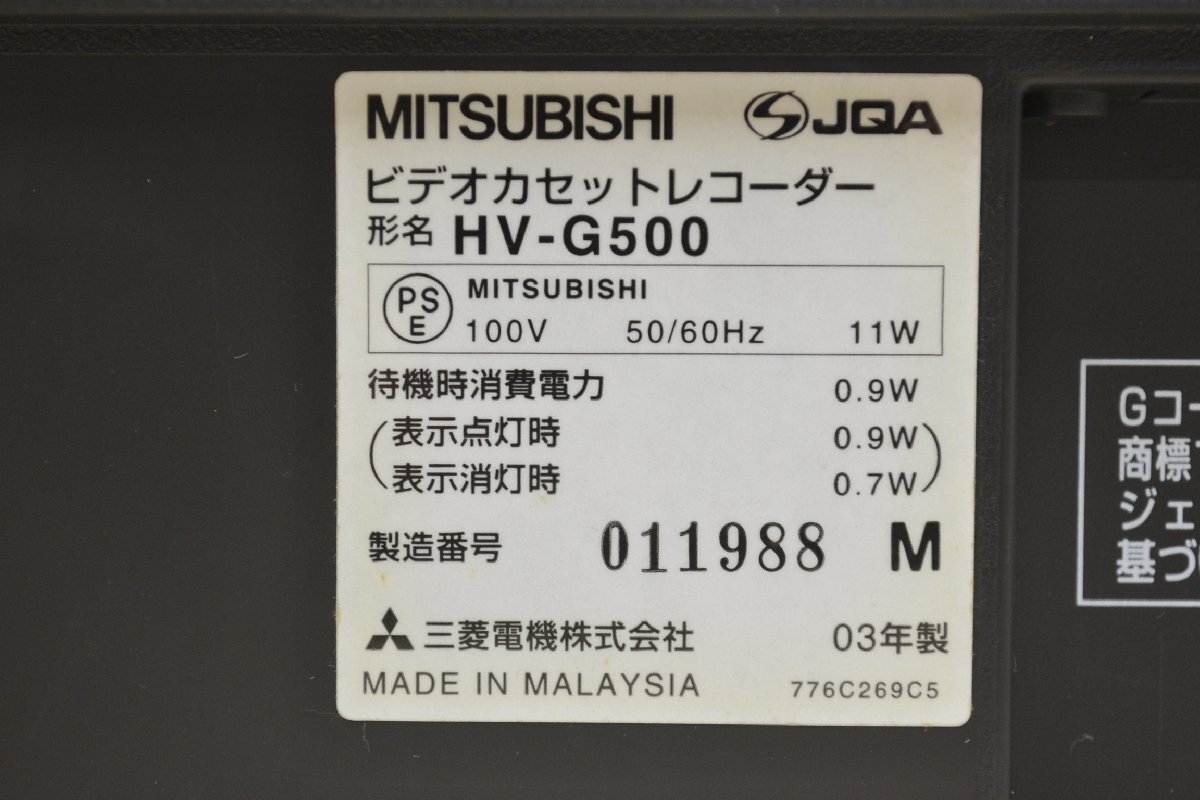 MITSUBISHI JQA
ビデオカセットレコーダー
形名 HV-G500
PSE MITSUBISHI
100V 50/60Hz 11W
待機時消費電力 0.9W
(表示点灯時 0.9W)
(表示消灯時 0.7W)
製造番号 011988 M
三菱電機株式会社 03年製
MADE IN MALAYSIA 776C269C5
Gコー
商標
ジェ
基づ